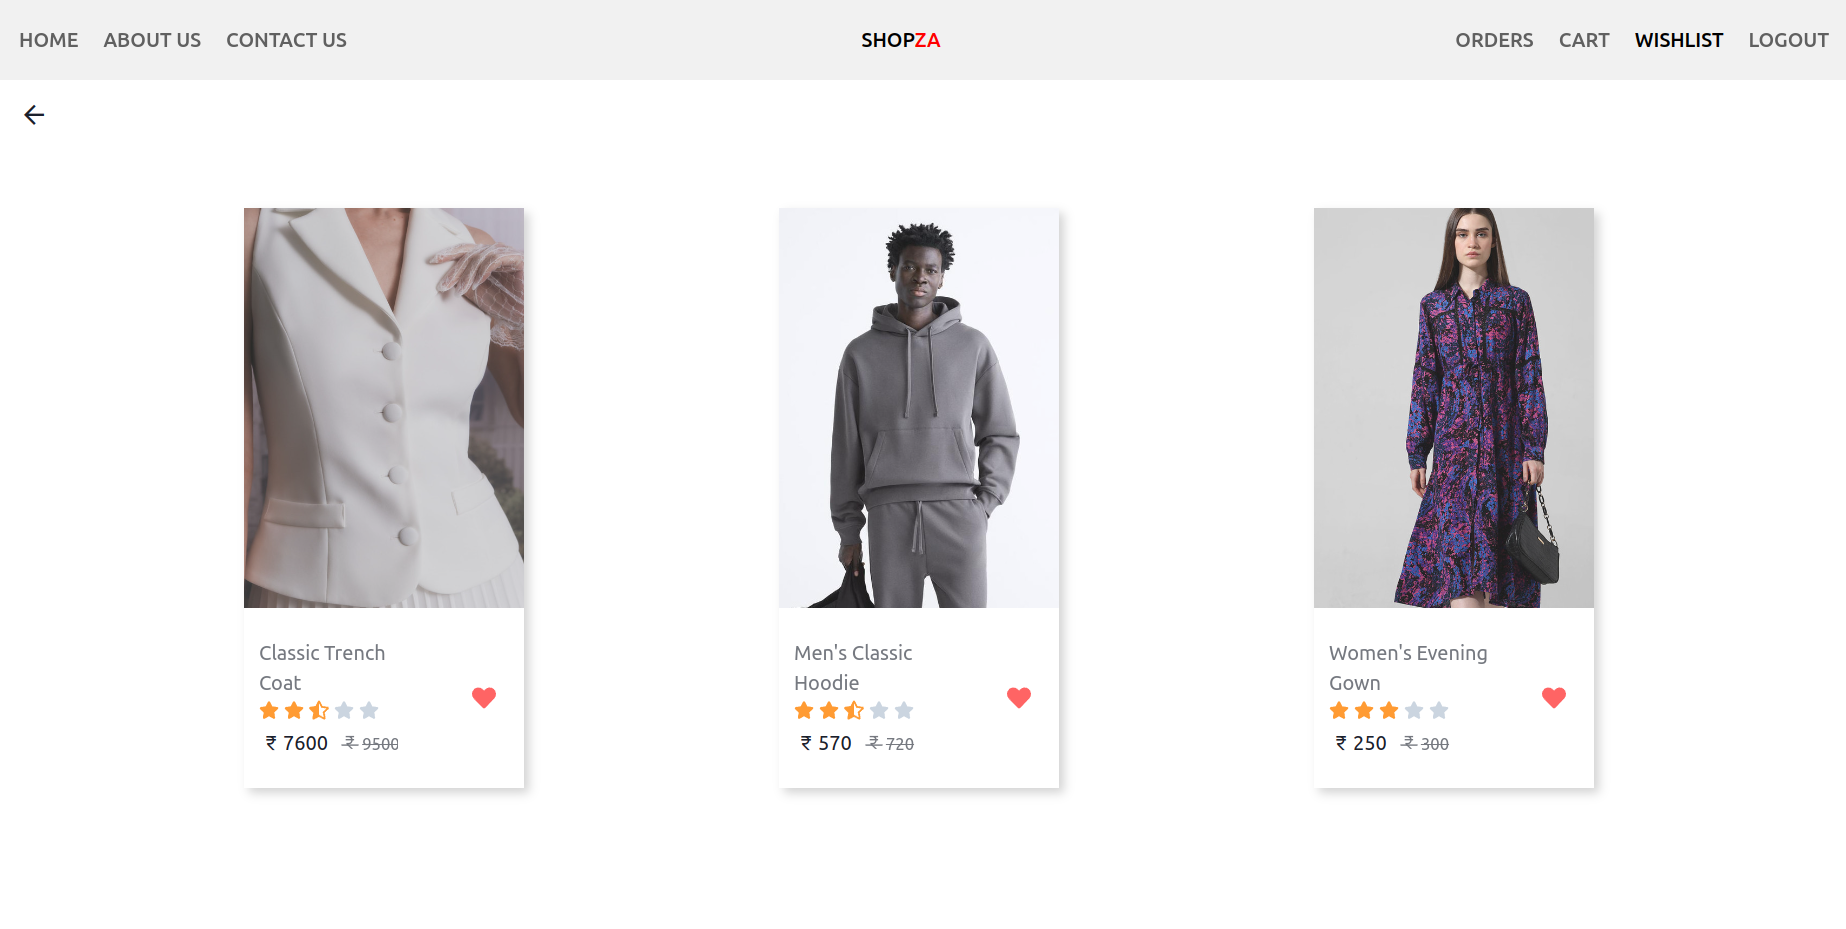 HOME ABOUT US CONTACT US SHOPZA ORDERS CART WISHLIST LOGOUT
Classic Trench
Coat
₹ 7600 ₹ 9500
Men's Classic
Hoodie
₹ 570 ₹ 720
Women's Evening
Gown
₹ 250 ₹ 300